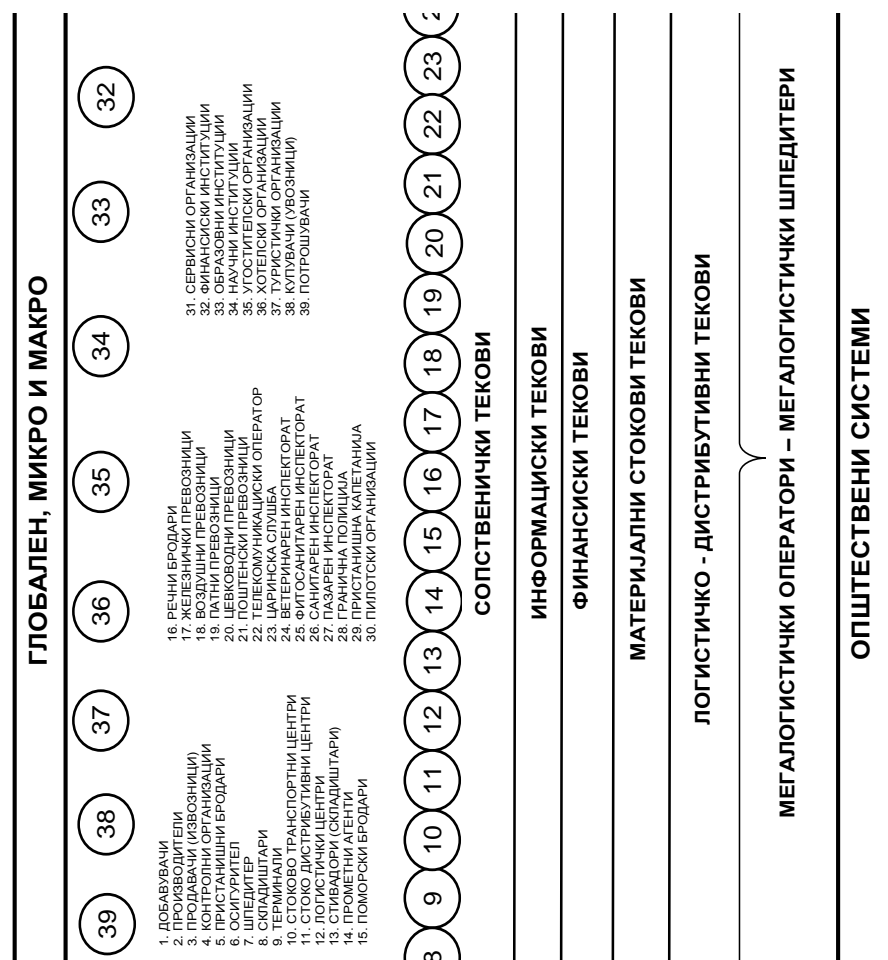 ГЛОБАЛЕН, МИКРО И МАКРО
39
38
37
36
35
34
33
32
1. ДОБАВУВАЧИ
2. ПРОИЗВОДИТЕЛИ
3. ПРОДАВАЧИ (ИЗВОЗНИЦИ)
4. КОНТРОЛНИ ОРГАНИЗАЦИИ
5. ПРИСТАНИШНИ БРОДАРИ
6. ОСИГУРИТЕЛ
7. ШПЕДИТЕР
8. СКЛАДИШТАРИ
9. ТЕРМИНАЛИ
10. СТОКОВО ТРАНСПОРТНИ ЦЕНТРИ
11. СТОКО ДИСТРИБУТИВНИ ЦЕНТРИ
12. ЛОГИСТИЧКИ ЦЕНТРИ
13. СТИВАДОРИ (СКЛАДИШТАРИ)
14. ПРОМЕТНИ АГЕНТИ
15. ПОМОРСКИ БРОДАРИ
16. РЕЧНИ БРОДАРИ
17. ЖЕЛЕЗНИЧКИ ПРЕВОЗНИЦИ
18. ВОЗДУШНИ ПРЕВОЗНИЦИ
19. ПАТНИ ПРЕВОЗНИЦИ
20. ЦЕВКОВОДНИ ПРЕВОЗНИЦИ
21. ПОШТЕНСКИ ПРЕВОЗНИЦИ
22. ТЕЛЕКОМУНИКАЦИСКИ ОПЕРАТОР
23. ЦАРИНСКА СЛУШБА
24. ВЕТЕРИНАРЕН ИНСПЕКТОРАТ
25. ФИТОСАНИТАРЕН ИНСПЕКТОРАТ
26. САНИТАРЕН ИНСПЕКТОРАТ
27. ПАЗАРЕН ИНСПЕКТОРАТ
28. ГРАНИЧНА ПОЛИЦИЈА
29. ПРИСТАНИШНА КАПЕТАНИЈА
30. ПИЛОТСКИ ОРГАНИЗАЦИИ
31. СЕРВИСНИ ОРГАНИЗАЦИИ
32. ФИНАНСИСКИ ИНСТИТУЦИИ
33. ОБРАЗОВНИ ИНСТИТУЦИИ
34. НАУЧНИ ИНСТИТУЦИИ
35. УГОСТИТЕЛСКИ ОРГАНИЗАЦИИ
36. ХОТЕЛСКИ ОРГАНИЗАЦИИ
37. ТУРИСТИЧКИ ОРГАНИЗАЦИИ
38. КУПУВАЧИ (УВОЗНИЦИ)
39. ПОТРОШУВАЧИ
9
10
11
12
13
14
15
16
17
18
19
20
21
22
23
СОПСТВЕНИЧКИ ТЕКОВИ
ИНФОРМАЦИСКИ ТЕКОВИ
ФИНАНСИСКИ ТЕКОВИ
МАТЕРИЈАЛНИ СТОКОВИ ТЕКОВИ
ЛОГИСТИЧКО - ДИСТРИБУТИВНИ ТЕКОВИ
МЕГАЛОГИСТИЧКИ ОПЕРАТОРИ – МЕГАЛОГИСТИЧКИ ШПЕДИТЕРИ
ОПШТЕСТВЕНИ СИСТЕМИ